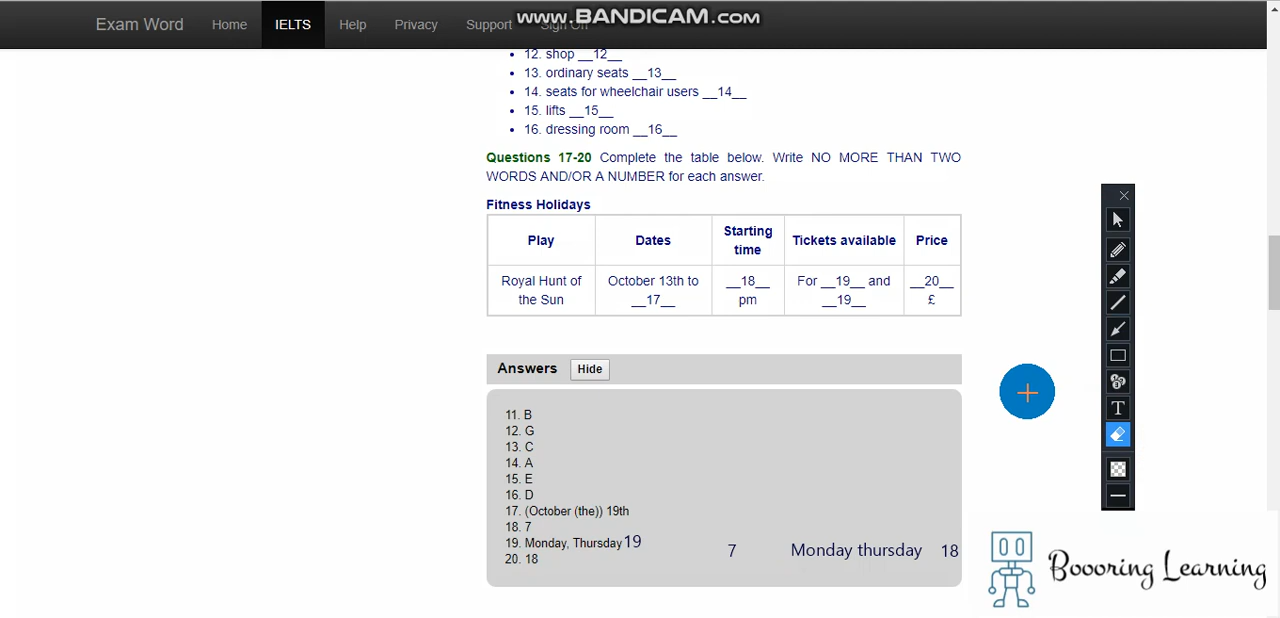 www.BANDICAM.COM
Exam Word Home IELTS Help Privacy Support Sign Off
12. shop __12__
13. ordinary seats __13__
14. seats for wheelchair users __14__
15. lifts __15__
16. dressing room __16__
Questions 17-20 Complete the table below. Write NO MORE THAN TWO
WORDS AND/OR A NUMBER for each answer.
Fitness Holidays
Play Dates Starting time Tickets available Price
Royal Hunt of the Sun October 13th to __17__ __18__ pm For __19__ and __19__ __20__ £
Answers Hide
11. B
12. G
13. C
14. A
15. E
16. D
17. (October (the)) 19th
18. 7
19. Monday, Thursday 19
20. 18
7 Monday thursday 18
T
Boooring Learning